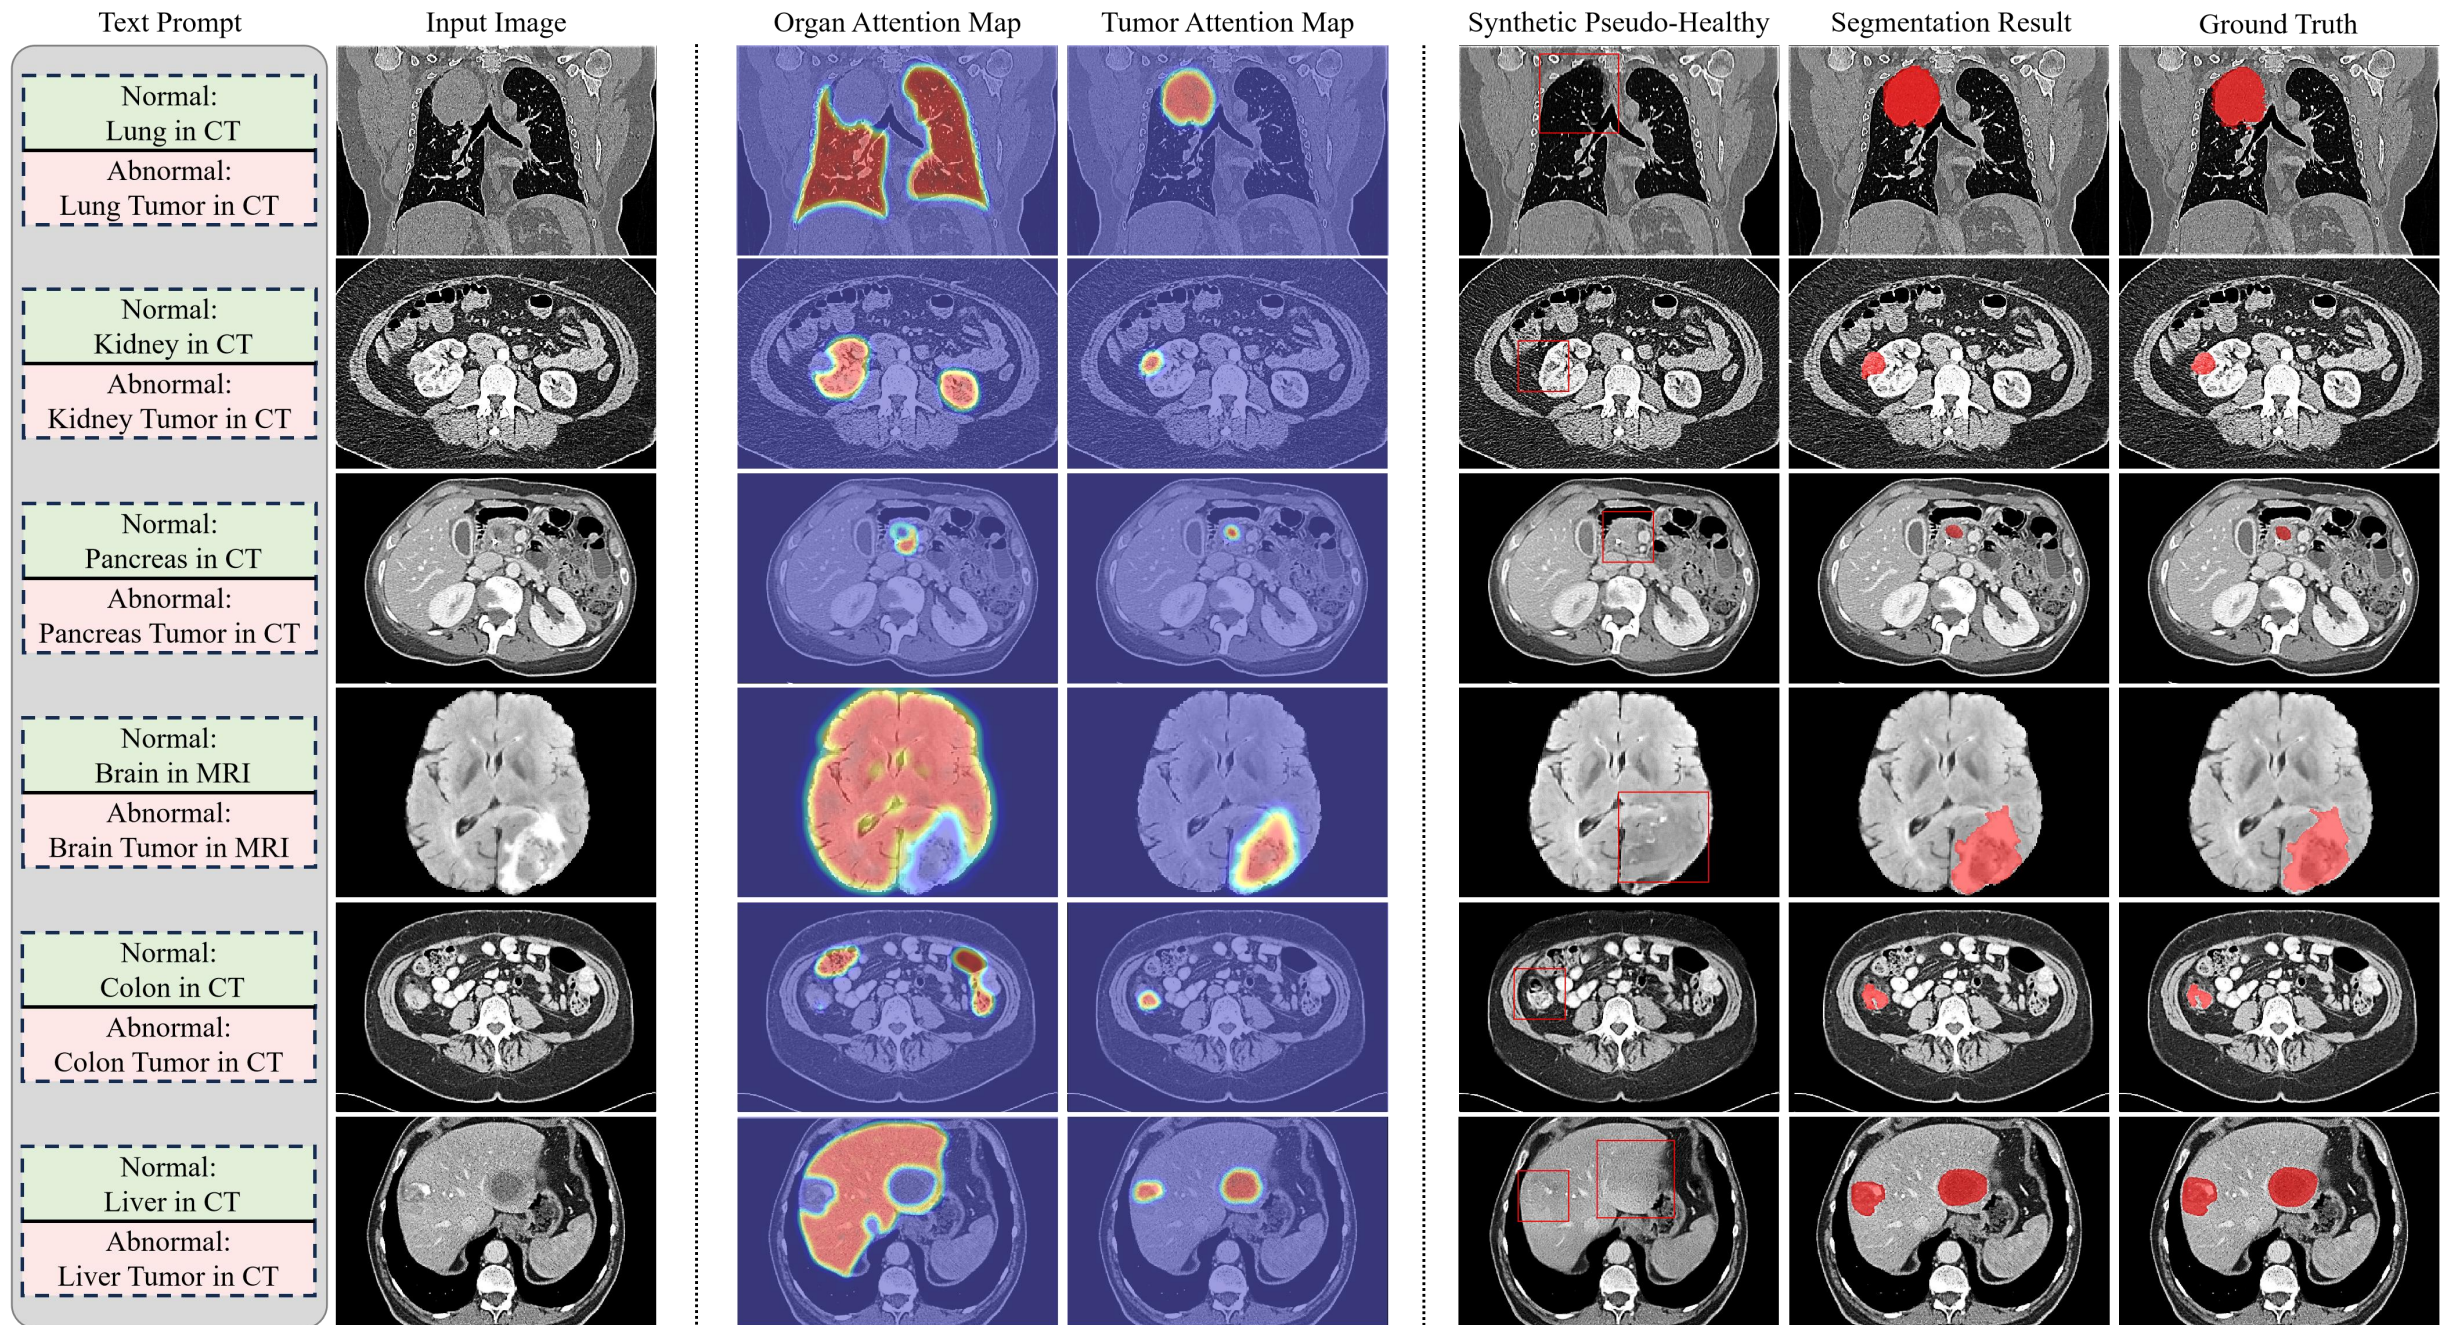 Text Prompt
Input Image
Organ Attention Map
Tumor Attention Map
Synthetic Pseudo-Healthy
Segmentation Result
Ground Truth
Normal:
Lung in CT
Abnormal:
Lung Tumor in CT
Normal:
Kidney in CT
Abnormal:
Kidney Tumor in CT
Normal:
Pancreas in CT
Abnormal:
Pancreas Tumor in CT
Normal:
Brain in MRI
Abnormal:
Brain Tumor in MRI
Normal:
Colon in CT
Abnormal:
Colon Tumor in CT
Normal:
Liver in CT
Abnormal:
Liver Tumor in CT